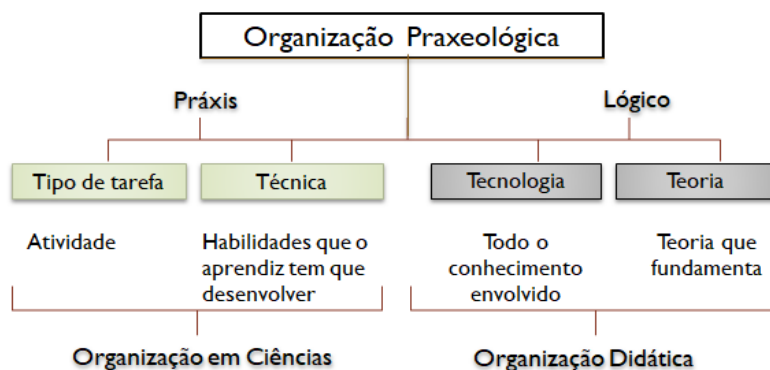 Organização Praxeológica
Práxis
Lógico
Tipo de tarefa
Técnica
Tecnologia
Teoria
Atividade
Habilidades que o
aprendiz tem que
desenvolver
Todo o
conhecimento
envolvido
Teoria que
fundamenta
Organização em Ciências
Organização Didática